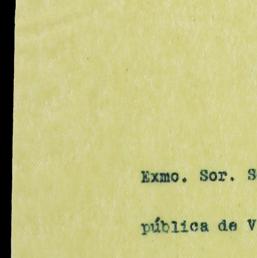 Exmo. Sor. S
pública de V